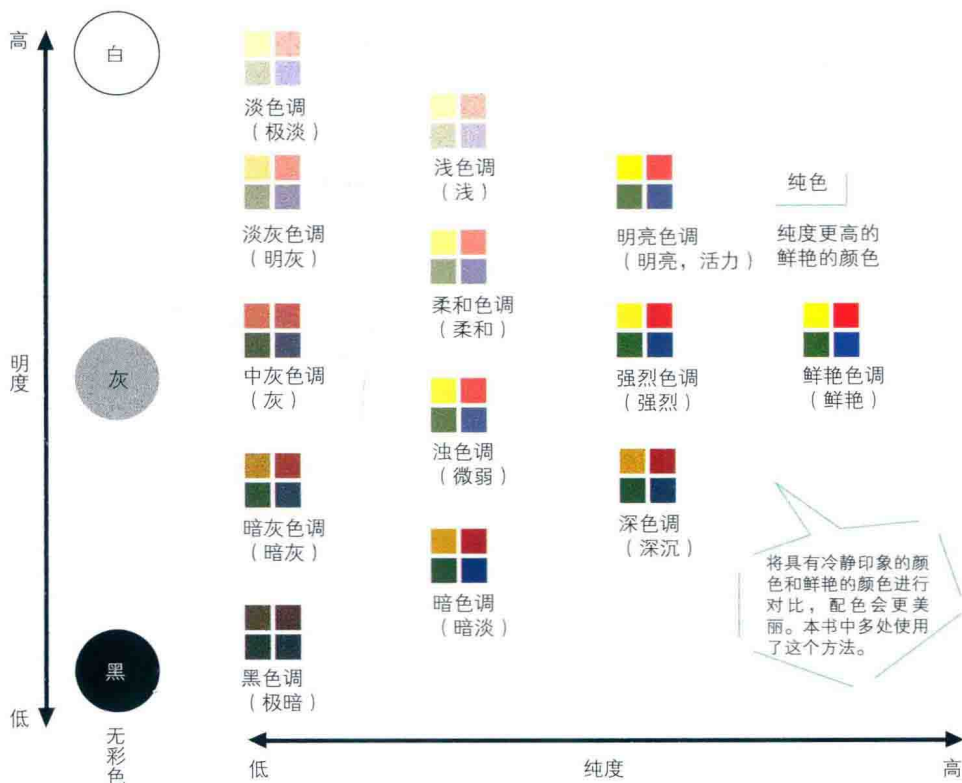 高
白
淡色调
（极淡）
浅色调
（浅）
纯色
淡灰色调
（明灰）
明亮色调
（明亮，活力）
纯度更高的
鲜艳的颜色
柔和色调
（柔和）
明度
灰
中灰色调
（灰）
强烈色调
（强烈）
鲜艳色调
（鲜艳）
浊色调
（微弱）
暗灰色调
（暗灰）
深色调
（深沉）
将具有冷静印象的颜
色和鲜艳的颜色进行
对比，配色会更美
丽。本书中多处使用
了这个方法。
暗色调
（暗淡）
黑
黑色调
（极暗）
低
无彩色
低
纯度
高